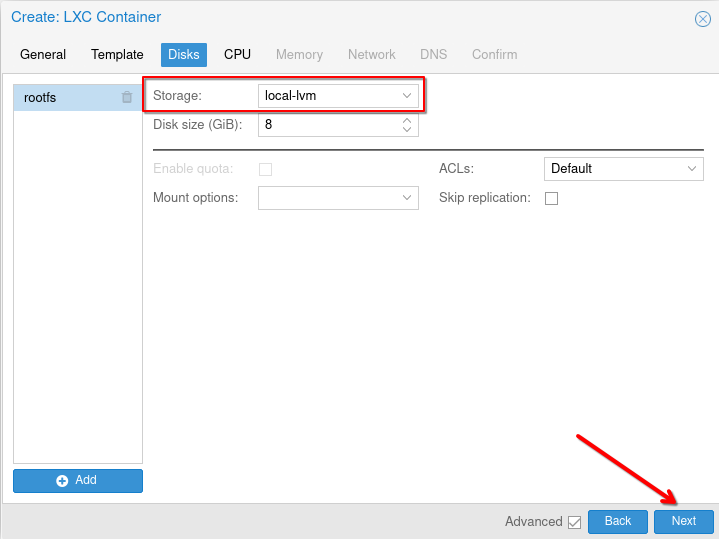 Create: LXC Container
General Template Disks CPU Memory Network DNS Confirm
rootfs
Storage: local-lvm
Disk size (GiB): 8
Enable quota: ACLs: Default
Mount options: Skip replication:
Add
Advanced Back Next